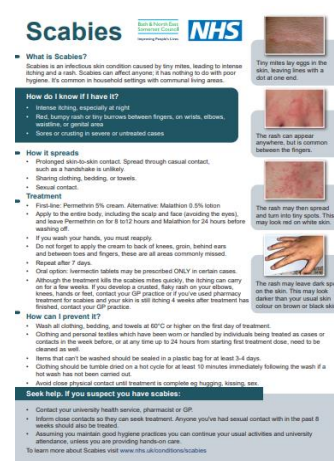 Scabies
Bath & North East
Somerset Council
Improving People's Lives
NHS
What is Scabies?
Scabies is an infectious skin condition caused by tiny mites, leading to intense
itching and a rash. Scabies can affect anyone; it has nothing to do with poor
hygiene. It's common in household settings with communal living areas.
How do I know if I have it?
Intense itching, especially at night
Red, bumpy rash or tiny burrows between fingers, on wrists, elbows,
waistline, or genital area
Sores or crusting in severe or untreated cases
How it spreads
Prolonged skin-to-skin contact. Spread through casual contact,
such as a handshake is unlikely.
Sharing clothing, bedding, or towels.
Sexual contact.
Treatment
First-line: Permethrin 5% cream. Alternative: Malathion 0.5% lotion
Apply to the entire body, including the scalp and face (avoiding the eyes),
and leave Permethrin on for 8 to12 hours and Malathion for 24 hours before
washing off.
If you wash your hands, you must reapply.
Do not forget to apply the cream to back of knees, groin, behind ears
and between toes and fingers, these are all areas commonly missed.
Repeat after 7 days.
Oral option: Ivermectin tablets may be prescribed ONLY in certain cases.
Although the treatment kills the scabies mites quickly, the itching can carry
on for a few weeks. If you develop a crusted, flaky rash on your elbows,
knees, hands or feet, contact your GP practice or if you've used pharmacy
treatment for scabies and your skin is still itching 4 weeks after treatment has
finished, contact your GP practice.
How can I prevent it?
Wash all clothing, bedding, and towels at 60°C or higher on the first day of treatment.
Clothing and personal textiles which have been worn or handled by individuals being treated as cases or
contacts in the week before, or at any time up to 24 hours from starting first treatment dose, need to be
cleaned as well.
Items that can't be washed should be sealed in a plastic bag for at least 3-4 days.
Clothing should be tumble dried on a hot cycle for at least 10 minutes immediately following the wash if a
hot wash has not been carried out.
Avoid close physical contact until treatment is complete eg hugging, kissing, sex.
Seek help. If you suspect you have scabies:
Contact your university health service, pharmacist or GP.
Inform close contacts so they can seek treatment. Anyone you've had sexual contact with in the past 8
weeks should also be treated.
Assuming you maintain good hygiene practices you can continue your usual activities and university
attendance, unless you are providing hands-on care.
To learn more about Scabies visit www.nhs.uk/conditions/scabies
Tiny mites lay eggs in the
skin, leaving lines with a
dot at one end.
The rash can appear
anywhere, but is common
between the fingers.
The rash may then spread
and turn into tiny spots. This
may look red on white skin.
The rash may leave dark spo
on the skin. This may look
darker than your usual skin
colour on brown or black ski